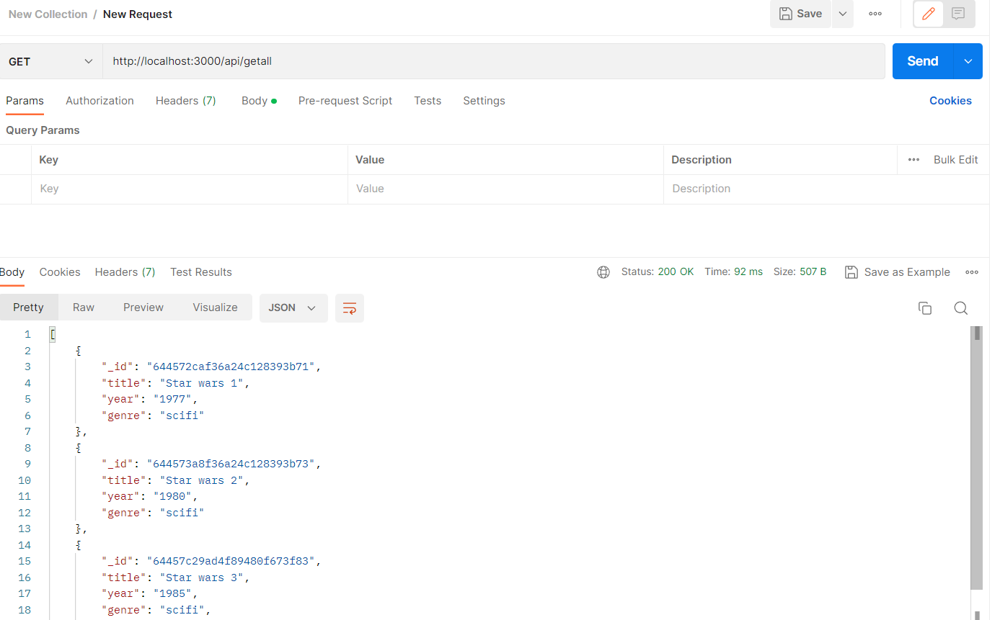 New Collection / New Request
Save
GET
http://localhost:3000/api/getall
Send
Params Authorization Headers (7) Body Pre-request Script Tests Settings Cookies
Query Params
Key Value Description Bulk Edit
Key Value Description
Body Cookies Headers (7) Test Results Status: 200 OK Time: 92 ms Size: 507 B Save as Example
Pretty Raw Preview Visualize JSON
1 [
2 {
3 "_id": "644572caf36a24c128393b71",
4 "title": "Star wars 1",
5 "year": "1977",
6 "genre": "scifi"
7 },
8 {
9 "_id": "644573a8f36a24c128393b73",
10 "title": "Star wars 2",
11 "year": "1980",
12 "genre": "scifi"
13 },
14 {
15 "_id": "64457c29ad4f89480f673f83",
16 "title": "Star wars 3",
17 "year": "1985",
18 "genre": "scifi",